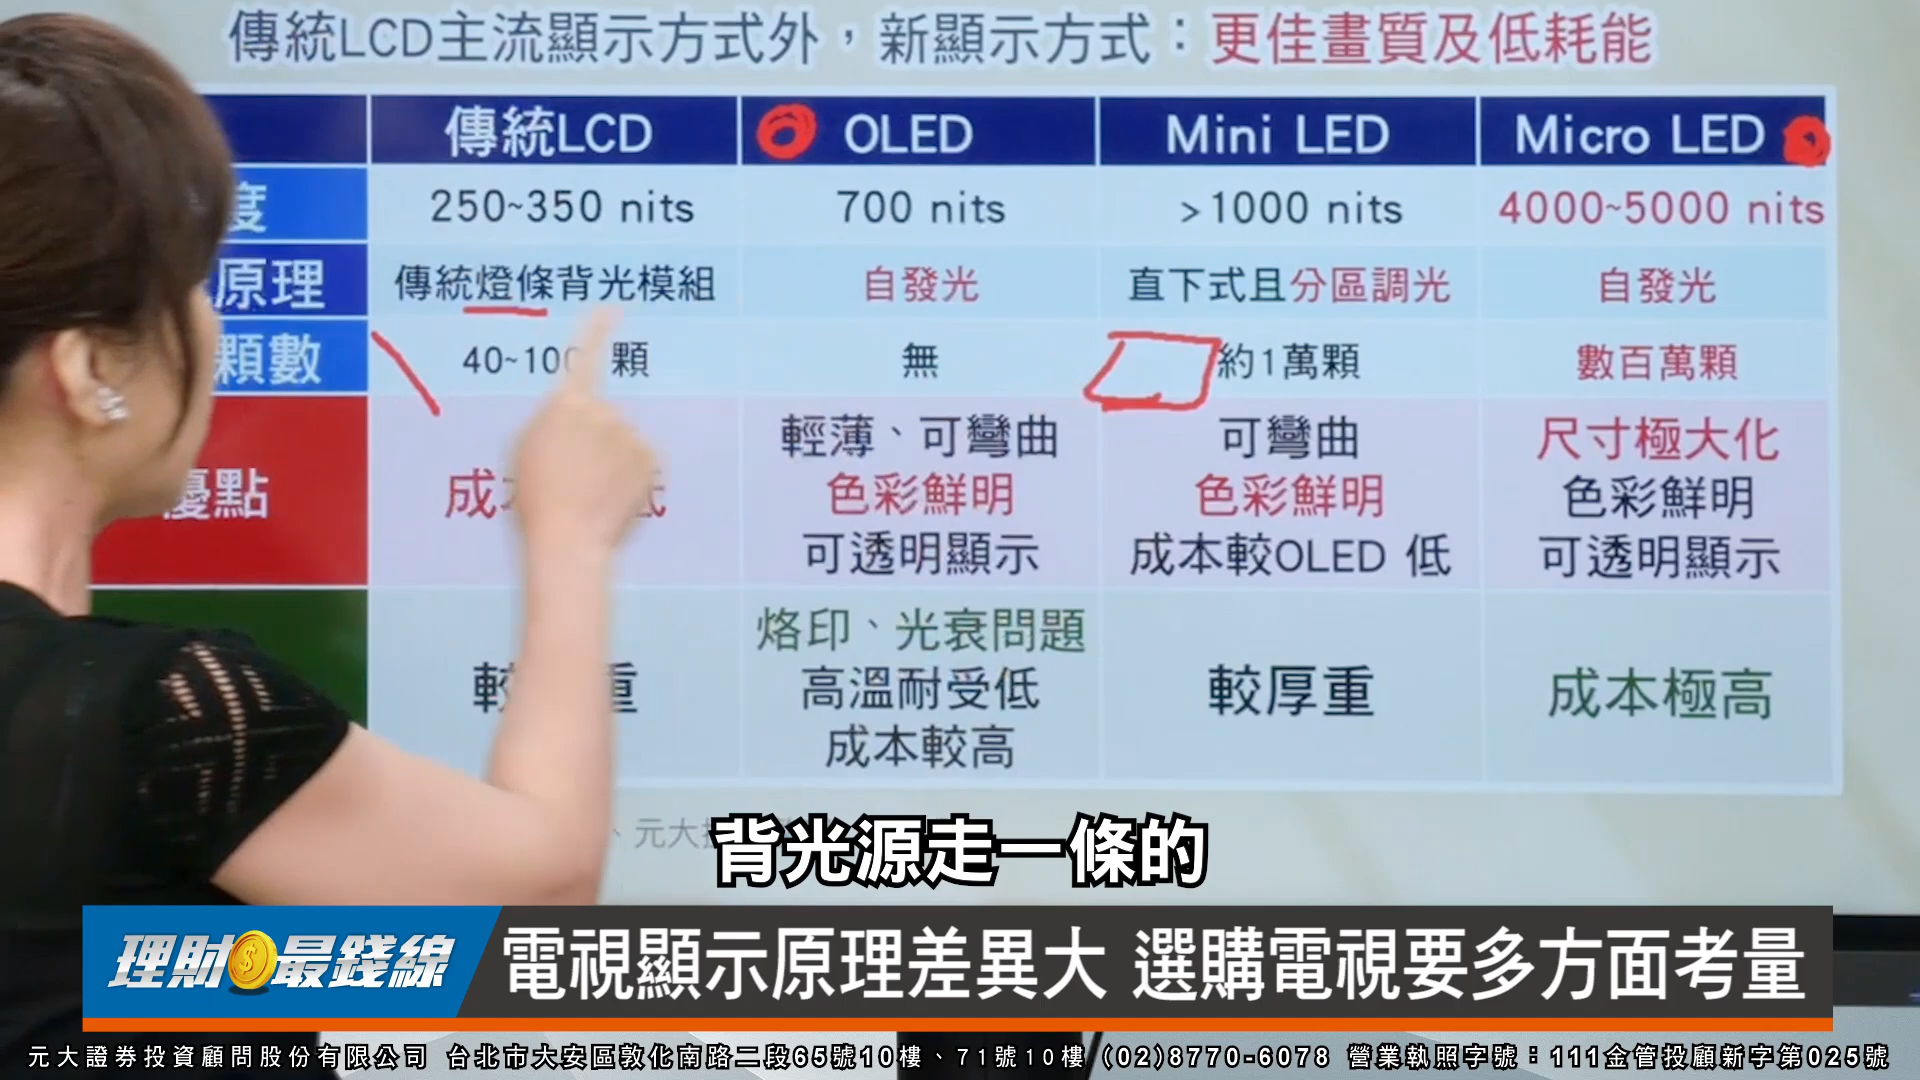 傳統LCD主流顯示方式外，新顯示方式：更佳畫質及低耗能
傳統LCD OLED Mini LED Micro LED
度 250~350 nits 700 nits >1000 nits 4000~5000 nits
原理 傳統燈條背光模組 自發光 直下式且分區調光 自發光
顆數 40~100 顆 無 約1萬顆 數百萬顆
優點 成本 低 輕薄、可彎曲 可彎曲 尺寸極大化
色彩鮮明 色彩鮮明 色彩鮮明
可透明顯示 成本較OLED 低 可透明顯示
較 重 烙印、光衰問題 較厚重 成本極高
高溫耐受低
成本較高
、元大
背光源走一條的
理財最錢線 電視顯示原理差異大 選購電視要多方面考量
元大證券投資顧問股份有限公司 台北市大安區敦化南路二段65號10樓、71號10樓 (02)8770-6078 營業執照字號：111金管投顧新字第025號